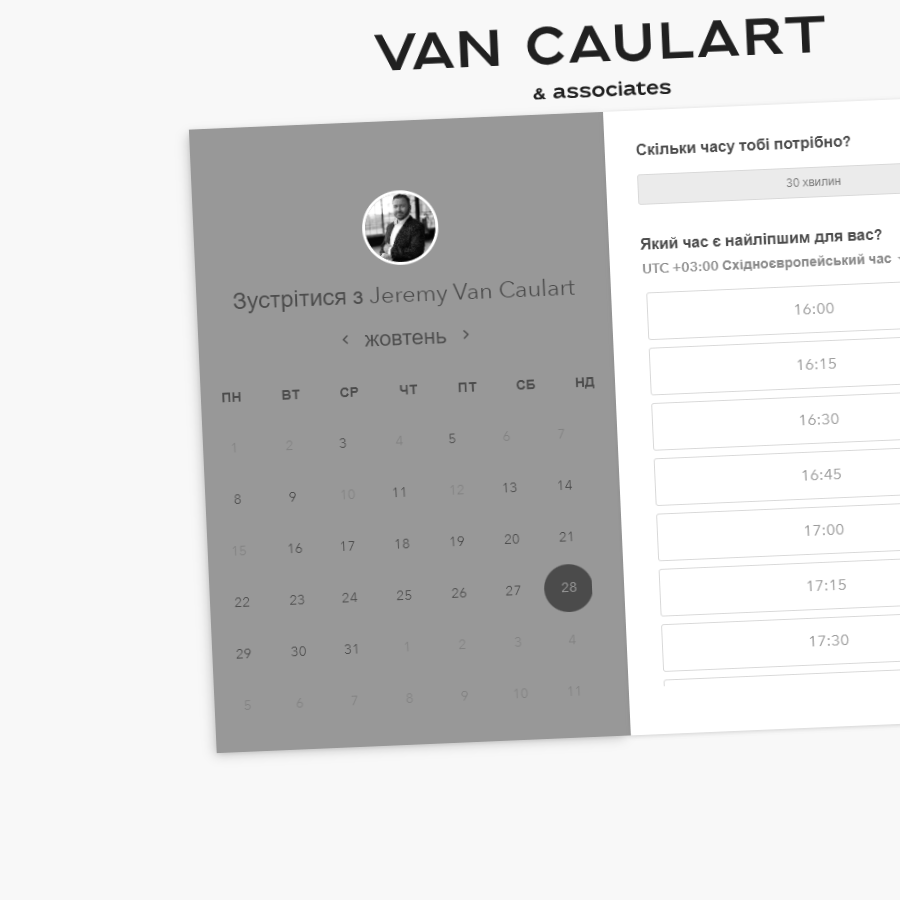 VAN CAULART
& associates
Зустрітися з Jeremy Van Caulart
‹ жовтень ›
ПН ВТ СР ЧТ ПТ СБ НД
1 2 3 4 5 6 7
8 9 10 11 12 13 14
15 16 17 18 19 20 21
22 23 24 25 26 27 28
29 30 31 1 2 3 4
5 6 7 8 9 10 11
Скільки часу тобі потрібно?
30 хвилин
Який час є найліпшим для вас?
UTC +03:00 Східноєвропейський час
16:00
16:15
16:30
16:45
17:00
17:15
17:30